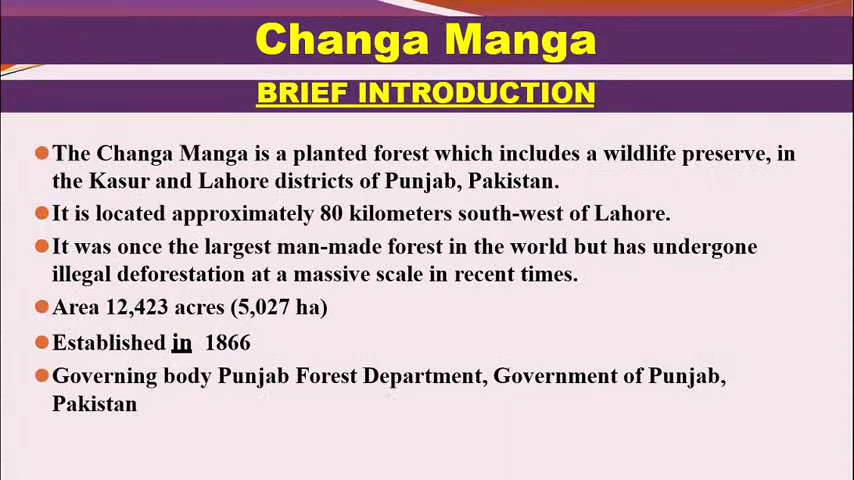 Changa Manga
BRIEF INTRODUCTION
The Changa Manga is a planted forest which includes a wildlife preserve, in
the Kasur and Lahore districts of Punjab, Pakistan.
It is located approximately 80 kilometers south-west of Lahore.
It was once the largest man-made forest in the world but has undergone
illegal deforestation at a massive scale in recent times.
Area 12,423 acres (5,027 ha)
Established in 1866
Governing body Punjab Forest Department, Government of Punjab,
Pakistan